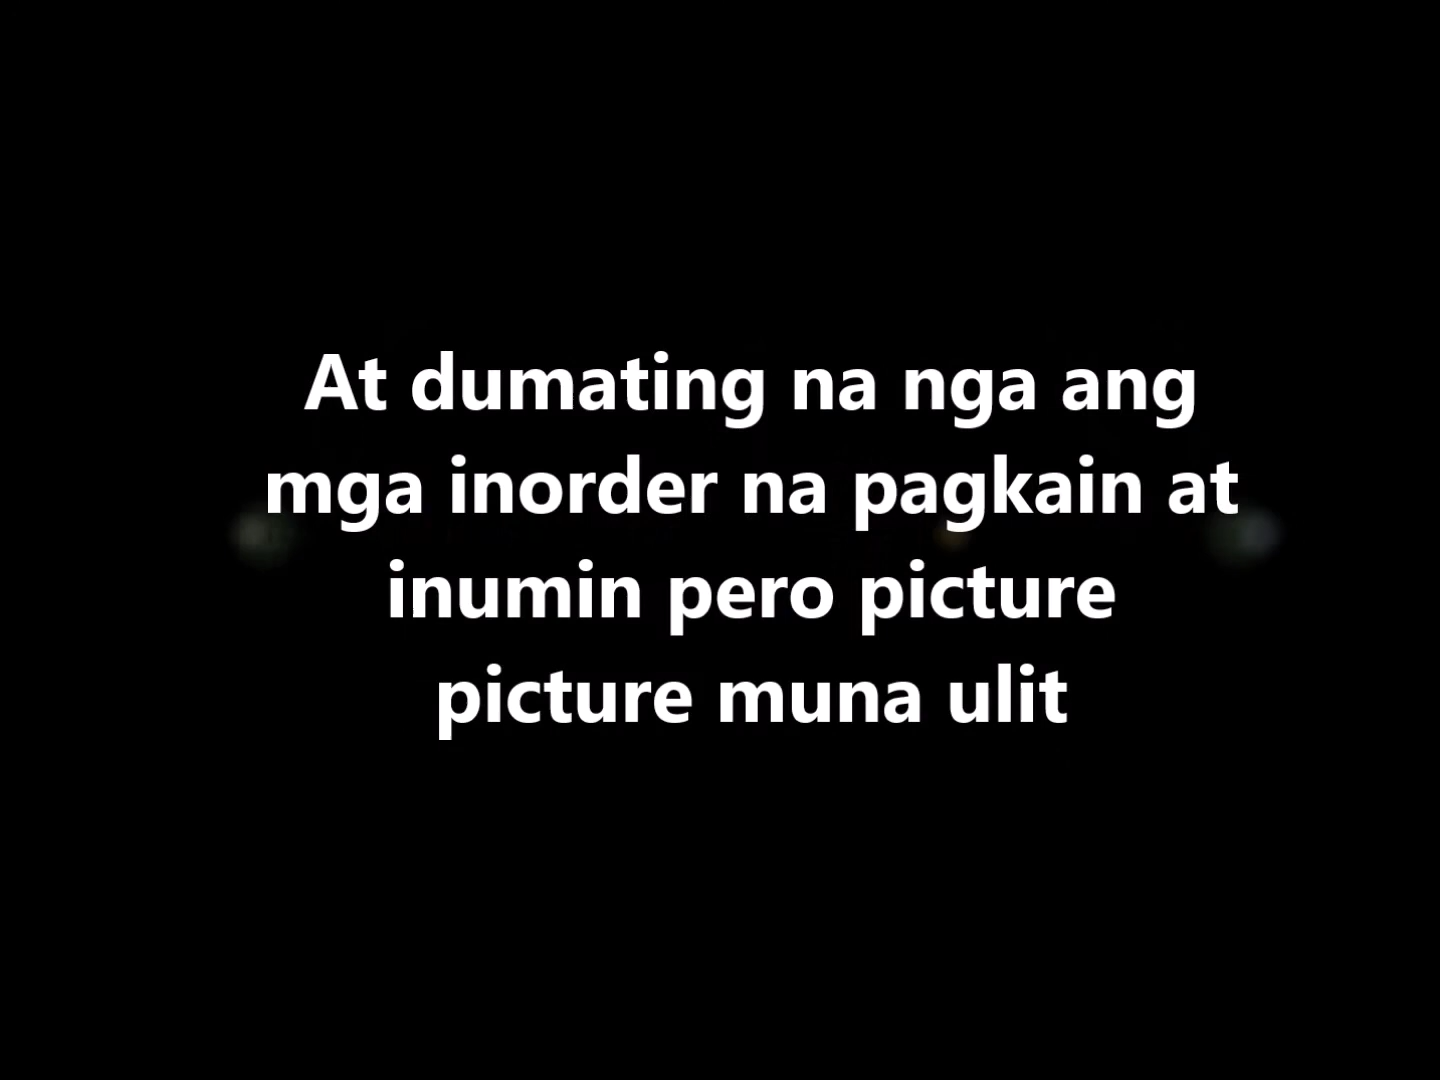 At dumating na nga ang
mga inorder na pagkain at
inumin pero picture
picture muna ulit